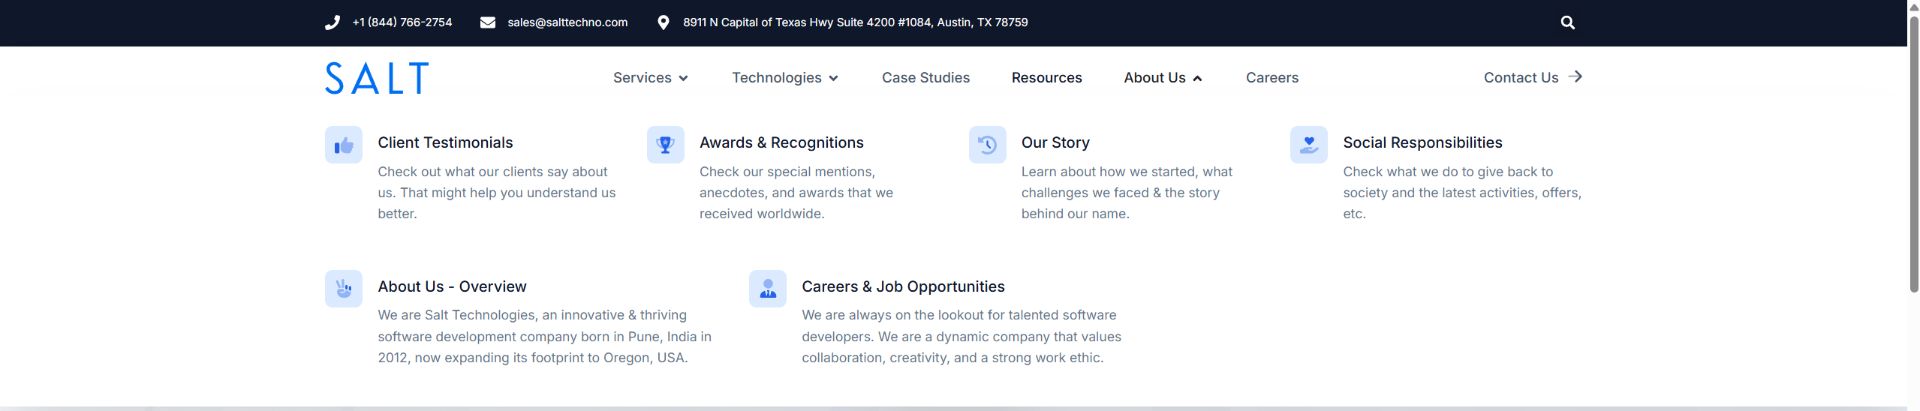 +1 (844) 766-2754 sales@salttechno.com 8911 N Capital of Texas Hwy Suite 4200 #1084, Austin, TX 78759
SALT Services Technologies Case Studies Resources About Us Careers Contact Us
Client Testimonials
Check out what our clients say about
us. That might help you understand us
better.
Awards & Recognitions
Check our special mentions,
anecdotes, and awards that we
received worldwide.
Our Story
Learn about how we started, what
challenges we faced & the story
behind our name.
Social Responsibilities
Check what we do to give back to
society and the latest activities, offers,
etc.
About Us - Overview
We are Salt Technologies, an innovative & thriving
software development company born in Pune, India in
2012, now expanding its footprint to Oregon, USA.
Careers & Job Opportunities
We are always on the lookout for talented software
developers. We are a dynamic company that values
collaboration, creativity, and a strong work ethic.